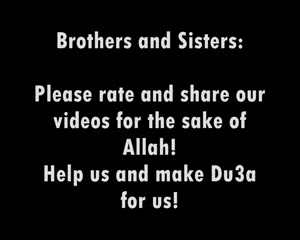 Brothers and Sisters:
Please rate and share our
videos for the sake of
Allah!
Help us and make Du3a
for us!